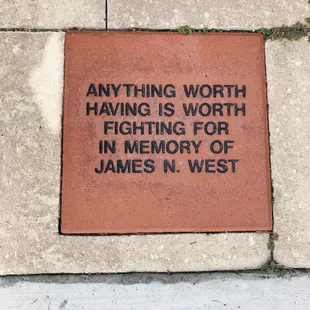 ANYTHING WORTH
HAVING IS WORTH
FIGHTING FOR
IN MEMORY OF
JAMES N. WEST